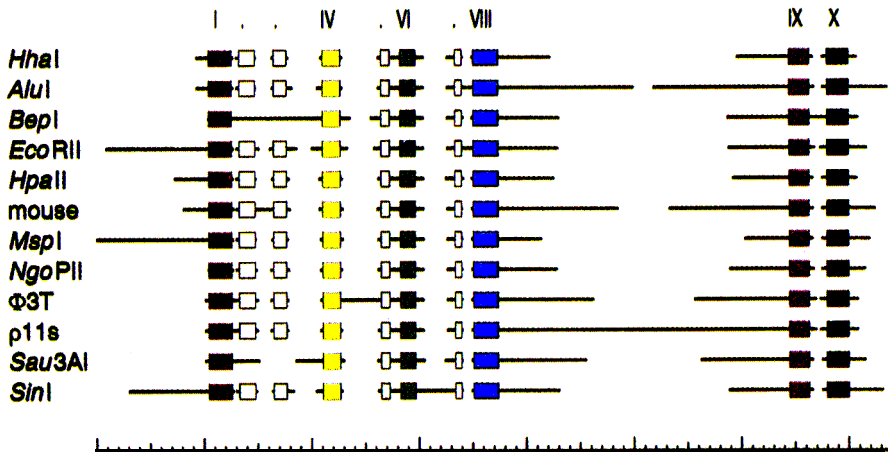 I . . IV . VI . VIII IX X
HhaI
AluI
BepI
EcoRII
HpaII
mouse
MspI
NgoPII
Φ3T
ρ11s
Sau3AI
SinI